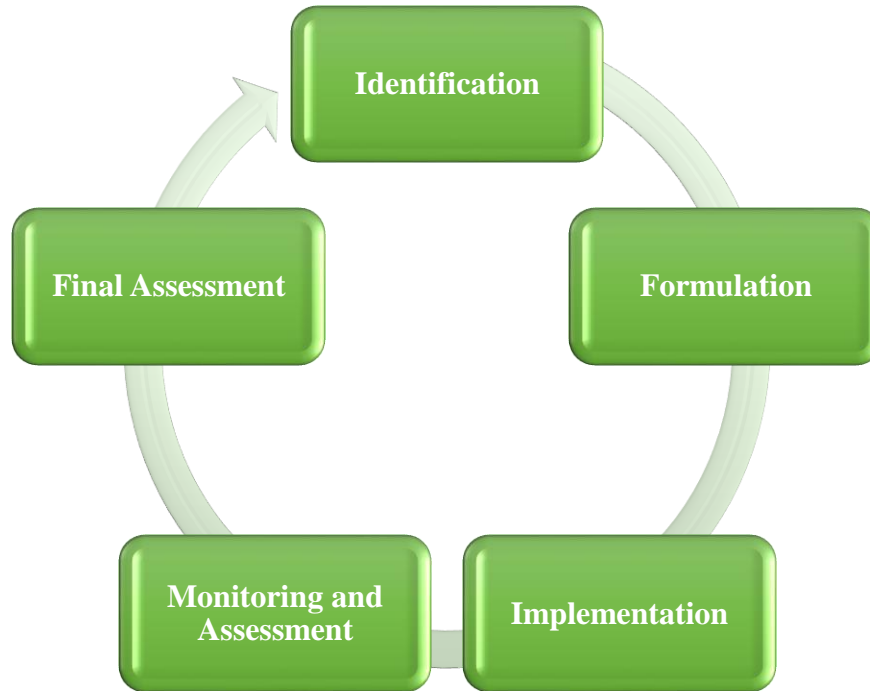 Identification
Formulation
Implementation
Monitoring and
Assessment
Final Assessment